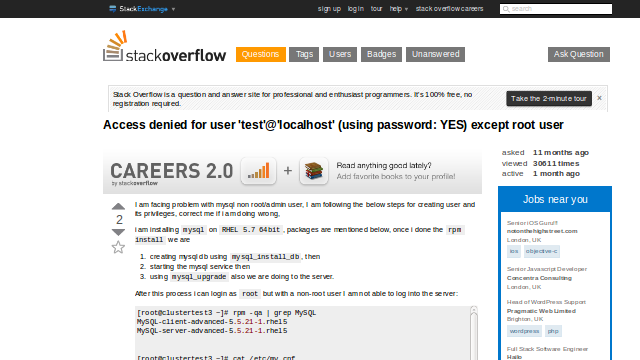 StackExchange
sign up log in tour help stack overflow careers
search
stackoverflow
Questions Tags Users Badges Unanswered Ask Question
Stack Overflow is a question and answer site for professional and enthusiast programmers. It's 100% free, no
registration required.
Take the 2-minute tour ×
Access denied for user 'test'@'localhost' (using password: YES) except root user
CAREERS 2.0
by stackoverflow
+
Read anything good lately?
Add favorite books to your profile!
asked 11 months ago
viewed 30611 times
active 1 month ago
2
I am facing problem with mysql non root/admin user, I am following the below steps for creating user and
its privileges, correct me if i am doing wrong,
i am installing mysql on RHEL 5.7 64bit , packages are mentioned below, once i done the rpm
install we are
1. creating mysql db using mysql_install_db , then
2. starting the mysql service then
3. using mysql_upgrade also we are doing to the server.
After this process i can login as root but with a non-root user I am not able to log into the server:
[root@clustertest3 ~]# rpm -qa | grep MySQL
MySQL-client-advanced-5.5.21-1.rhel5
MySQL-server-advanced-5.5.21-1.rhel5
[root@clustertest3 ~]# cat /etc/my.cnf
Jobs near you
Senior iOS Guru!!
notonthehighstreet.com
London, UK
ios objective-c
Senior Javascript Developer
Concentra Consulting
London, UK
Head of WordPress Support
Pragmatic Web Limited
Brighton, UK
wordpress php
Full Stack Software Engineer
Hailo